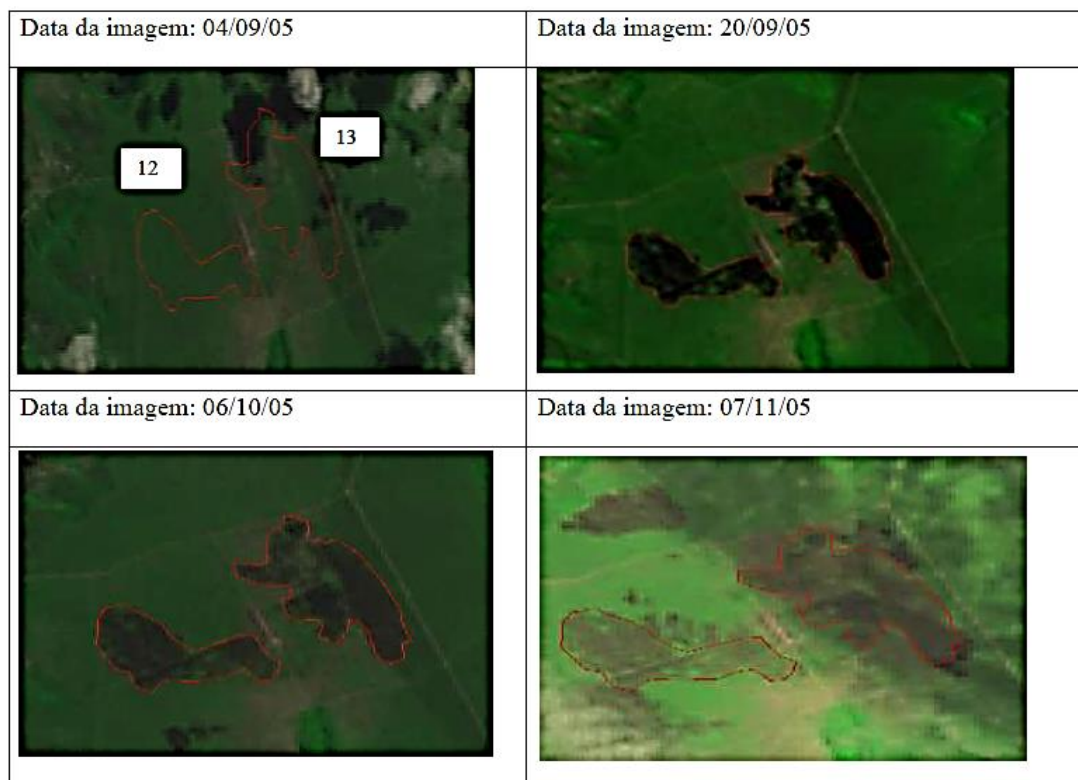 Data da imagem: 04/09/05
Data da imagem: 20/09/05
12
13
Data da imagem: 06/10/05
Data da imagem: 07/11/05